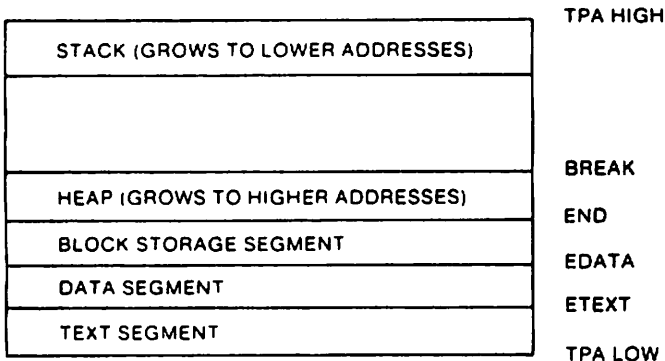 TPA HIGH
STACK (GROWS TO LOWER ADDRESSES)
BREAK
HEAP (GROWS TO HIGHER ADDRESSES)
END
BLOCK STORAGE SEGMENT
EDATA
DATA SEGMENT
ETEXT
TEXT SEGMENT
TPA LOW